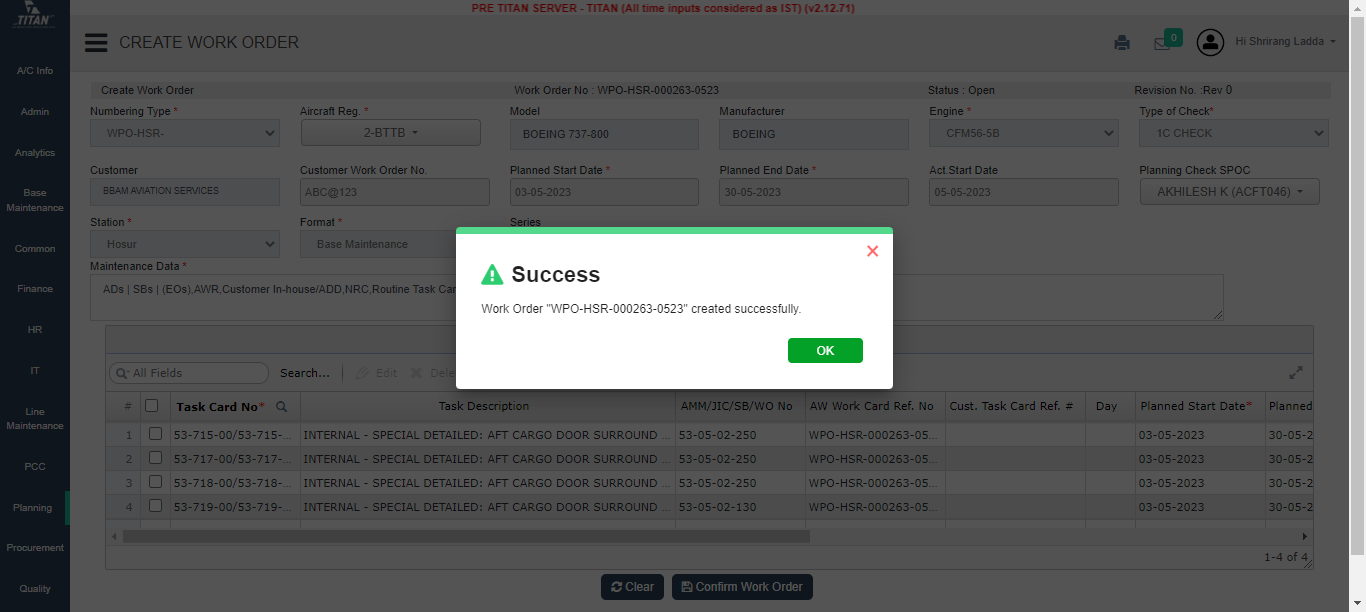 PRE TITAN SERVER - TITAN (All time inputs considered as IST) (v2.12.71)
TITAN
CREATE WORK ORDER
0
Hi Shrirang Ladda
A/C Info
Admin
Analytics
Base
Maintenance
Common
Finance
HR
IT
Line
Maintenance
PCC
Planning
Procurement
Quality
Create Work Order Work Order No : WPO-HSR-000263-0523 Status : Open Revision No. :Rev 0
Numbering Type * Aircraft Reg. * Model Manufacturer Engine * Type of Check*
WPO-HSR- 2-BTTB BOEING 737-800 BOEING CFM56-5B 1C CHECK
Customer Customer Work Order No. Planned Start Date * Planned End Date * Act.Start Date Planning Check SPOC
BBAM AVIATION SERVICES ABC@123 03-05-2023 30-05-2023 05-05-2023 AKHILESH K (ACFT046)
Station * Format * Series
Hosur Base Maintenance
Maintenance Data *
ADs | SBs | (EOs),AWR,Customer In-house/ADD,NRC,Routine Task Car
Success
Work Order "WPO-HSR-000263-0523" created successfully.
OK
All Fields Search... Edit Dele
# Task Card No* Task Description AMM/JIC/SB/WO No AW Work Card Ref. No Cust. Task Card Ref. # Day Planned Start Date* Planned
1 53-715-00/53-715-... INTERNAL - SPECIAL DETAILED: AFT CARGO DOOR SURROUND ... 53-05-02-250 WPO-HSR-000263-05... 03-05-2023 30-05-2
2 53-717-00/53-717-... INTERNAL - SPECIAL DETAILED: AFT CARGO DOOR SURROUND ... 53-05-02-250 WPO-HSR-000263-05... 03-05-2023 30-05-2
3 53-718-00/53-718-... INTERNAL - SPECIAL DETAILED: AFT CARGO DOOR SURROUND ... 53-05-02-250 WPO-HSR-000263-05... 03-05-2023 30-05-2
4 53-719-00/53-719-... INTERNAL - SPECIAL DETAILED: AFT CARGO DOOR SURROUND ... 53-05-02-130 WPO-HSR-000263-05... 03-05-2023 30-05-2
1-4 of 4
Clear Confirm Work Order